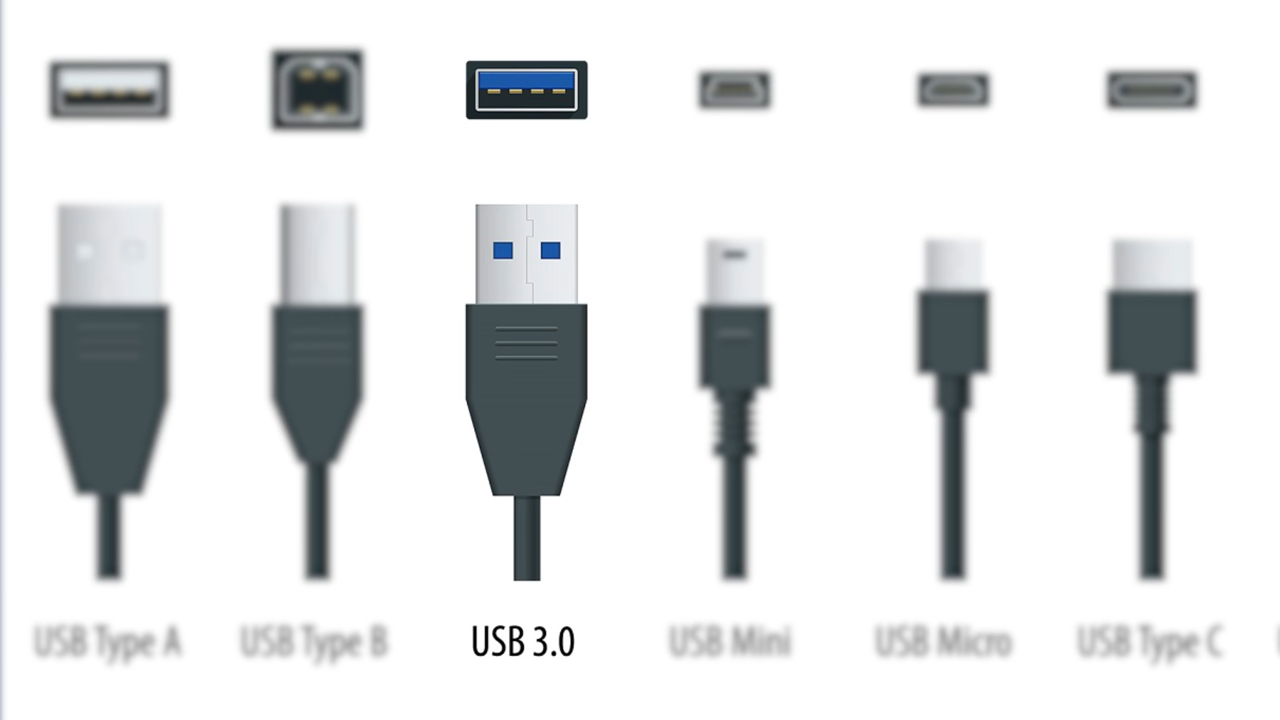 USB Type A
USB Type B
USB 3.0
USB Mini
USB Micro
USB Type C